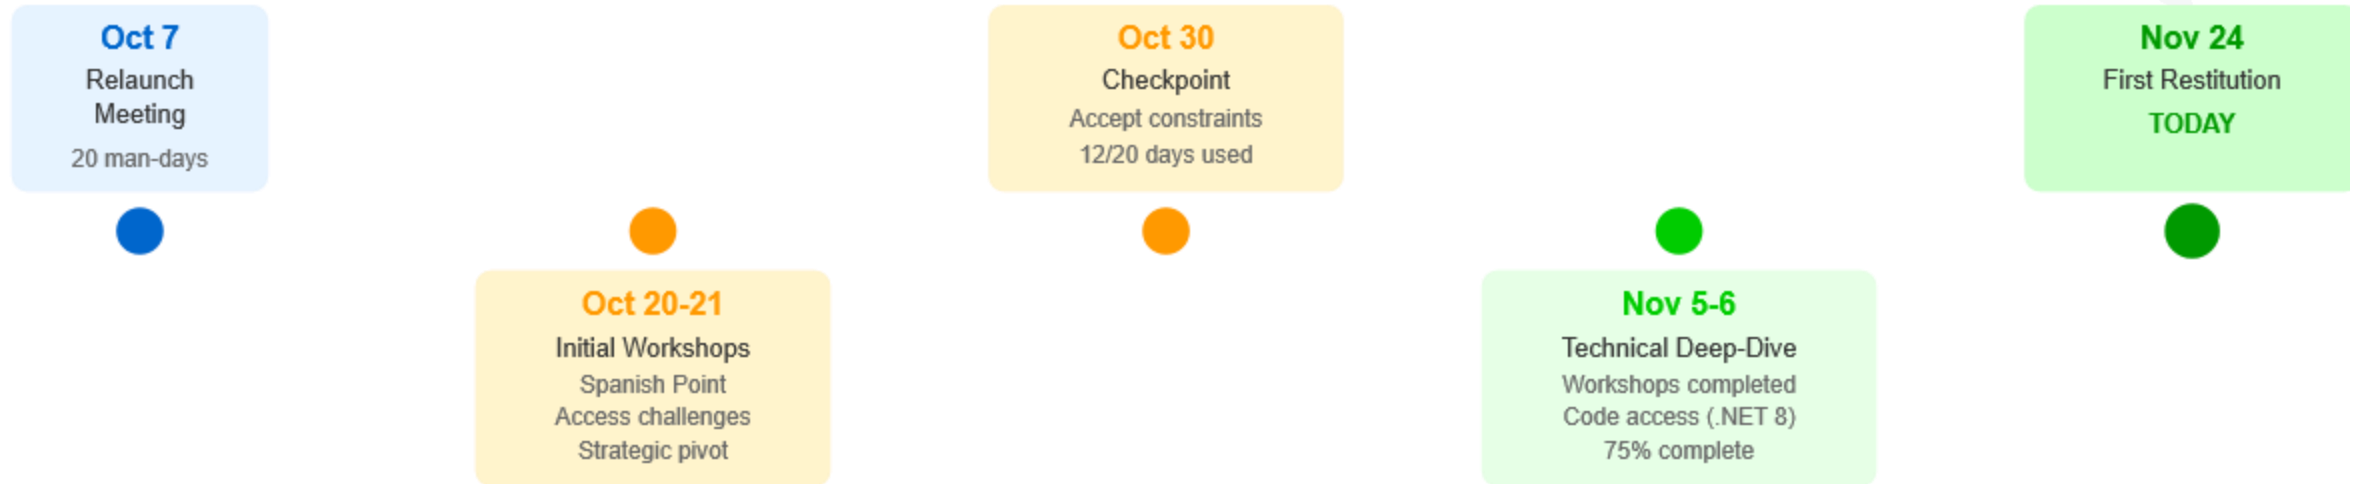 Oct 7
Relaunch
Meeting
20 man-days
Oct 20-21
Initial Workshops
Spanish Point
Access challenges
Strategic pivot
Oct 30
Checkpoint
Accept constraints
12/20 days used
Nov 5-6
Technical Deep-Dive
Workshops completed
Code access (.NET 8)
75% complete
Nov 24
First Restitution
TODAY